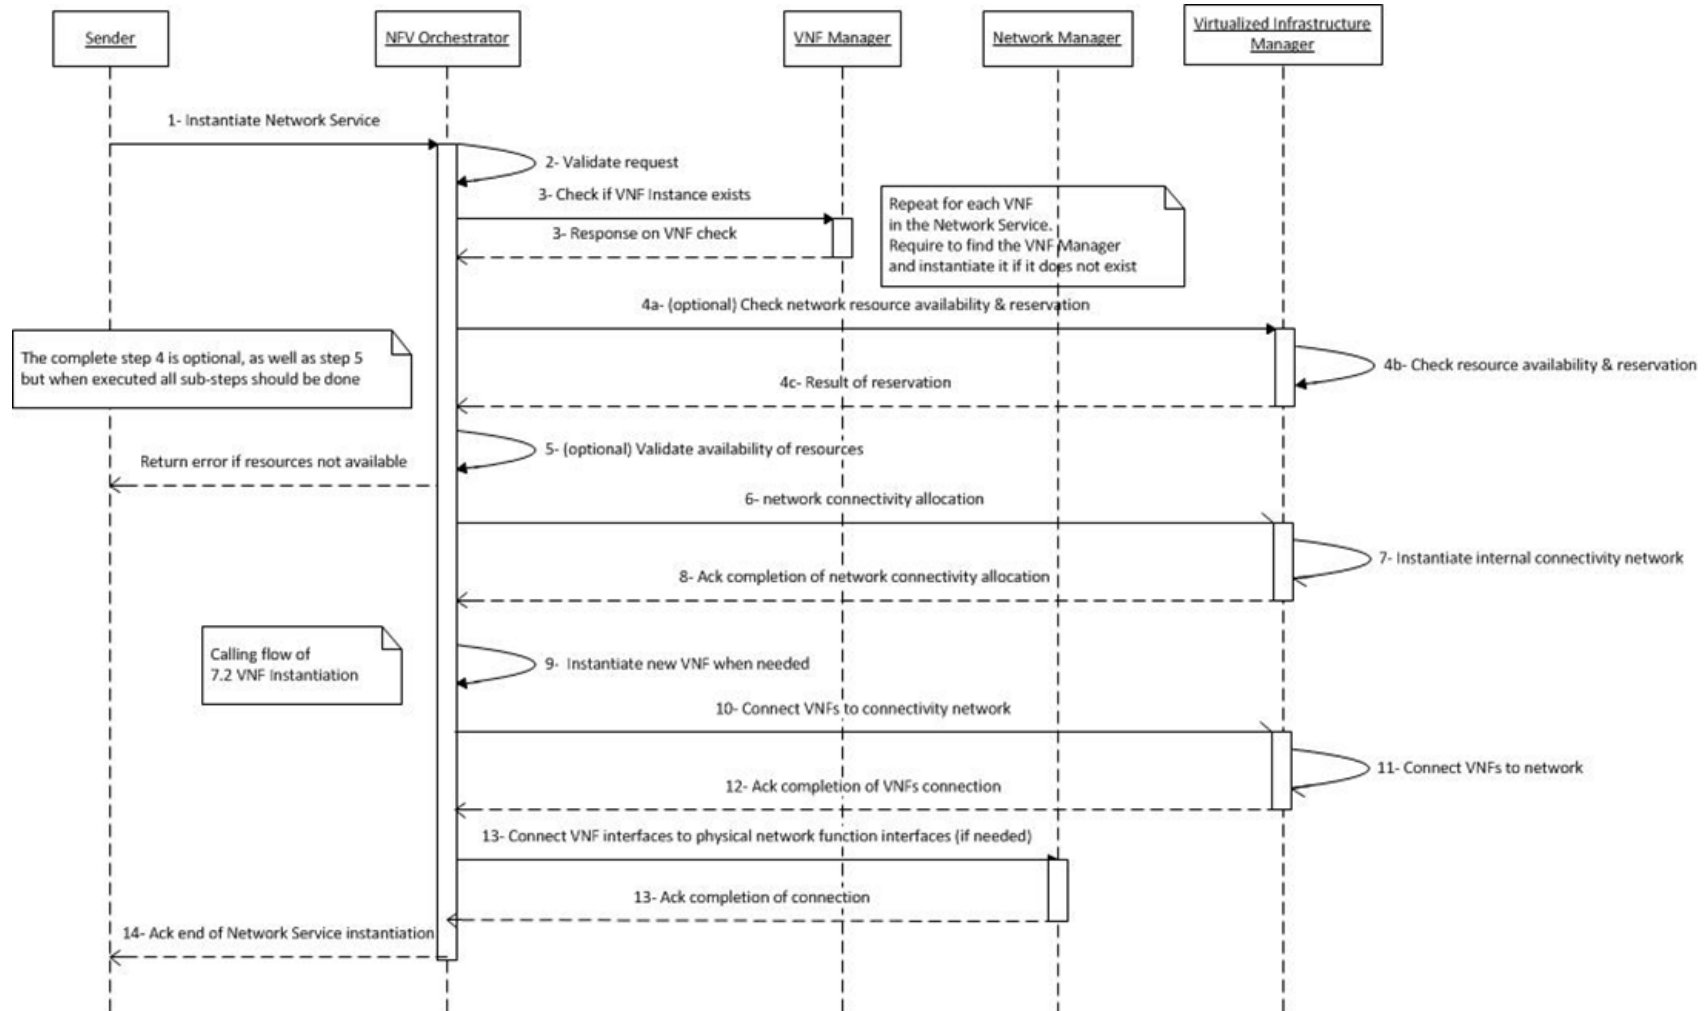 Sender
NFV Orchestrator
VNF Manager
Network Manager
Virtualized Infrastructure
Manager
1- Instantiate Network Service
2- Validate request
3- Check if VNF Instance exists
3- Response on VNF check
Repeat for each VNF
in the Network Service.
Require to find the VNF Manager
and instantiate it if it does not exist
4a- (optional) Check network resource availability & reservation
The complete step 4 is optional, as well as step 5
but when executed all sub-steps should be done
4b- Check resource availability & reservation
4c- Result of reservation
5- (optional) Validate availability of resources
Return error if resources not available
6- network connectivity allocation
7- Instantiate internal connectivity network
8- Ack completion of network connectivity allocation
Calling flow of
7.2 VNF Instantiation
9- Instantiate new VNF when needed
10- Connect VNFs to connectivity network
11- Connect VNFs to network
12- Ack completion of VNFs connection
13- Connect VNF interfaces to physical network function interfaces (if needed)
13- Ack completion of connection
14- Ack end of Network Service instantiation